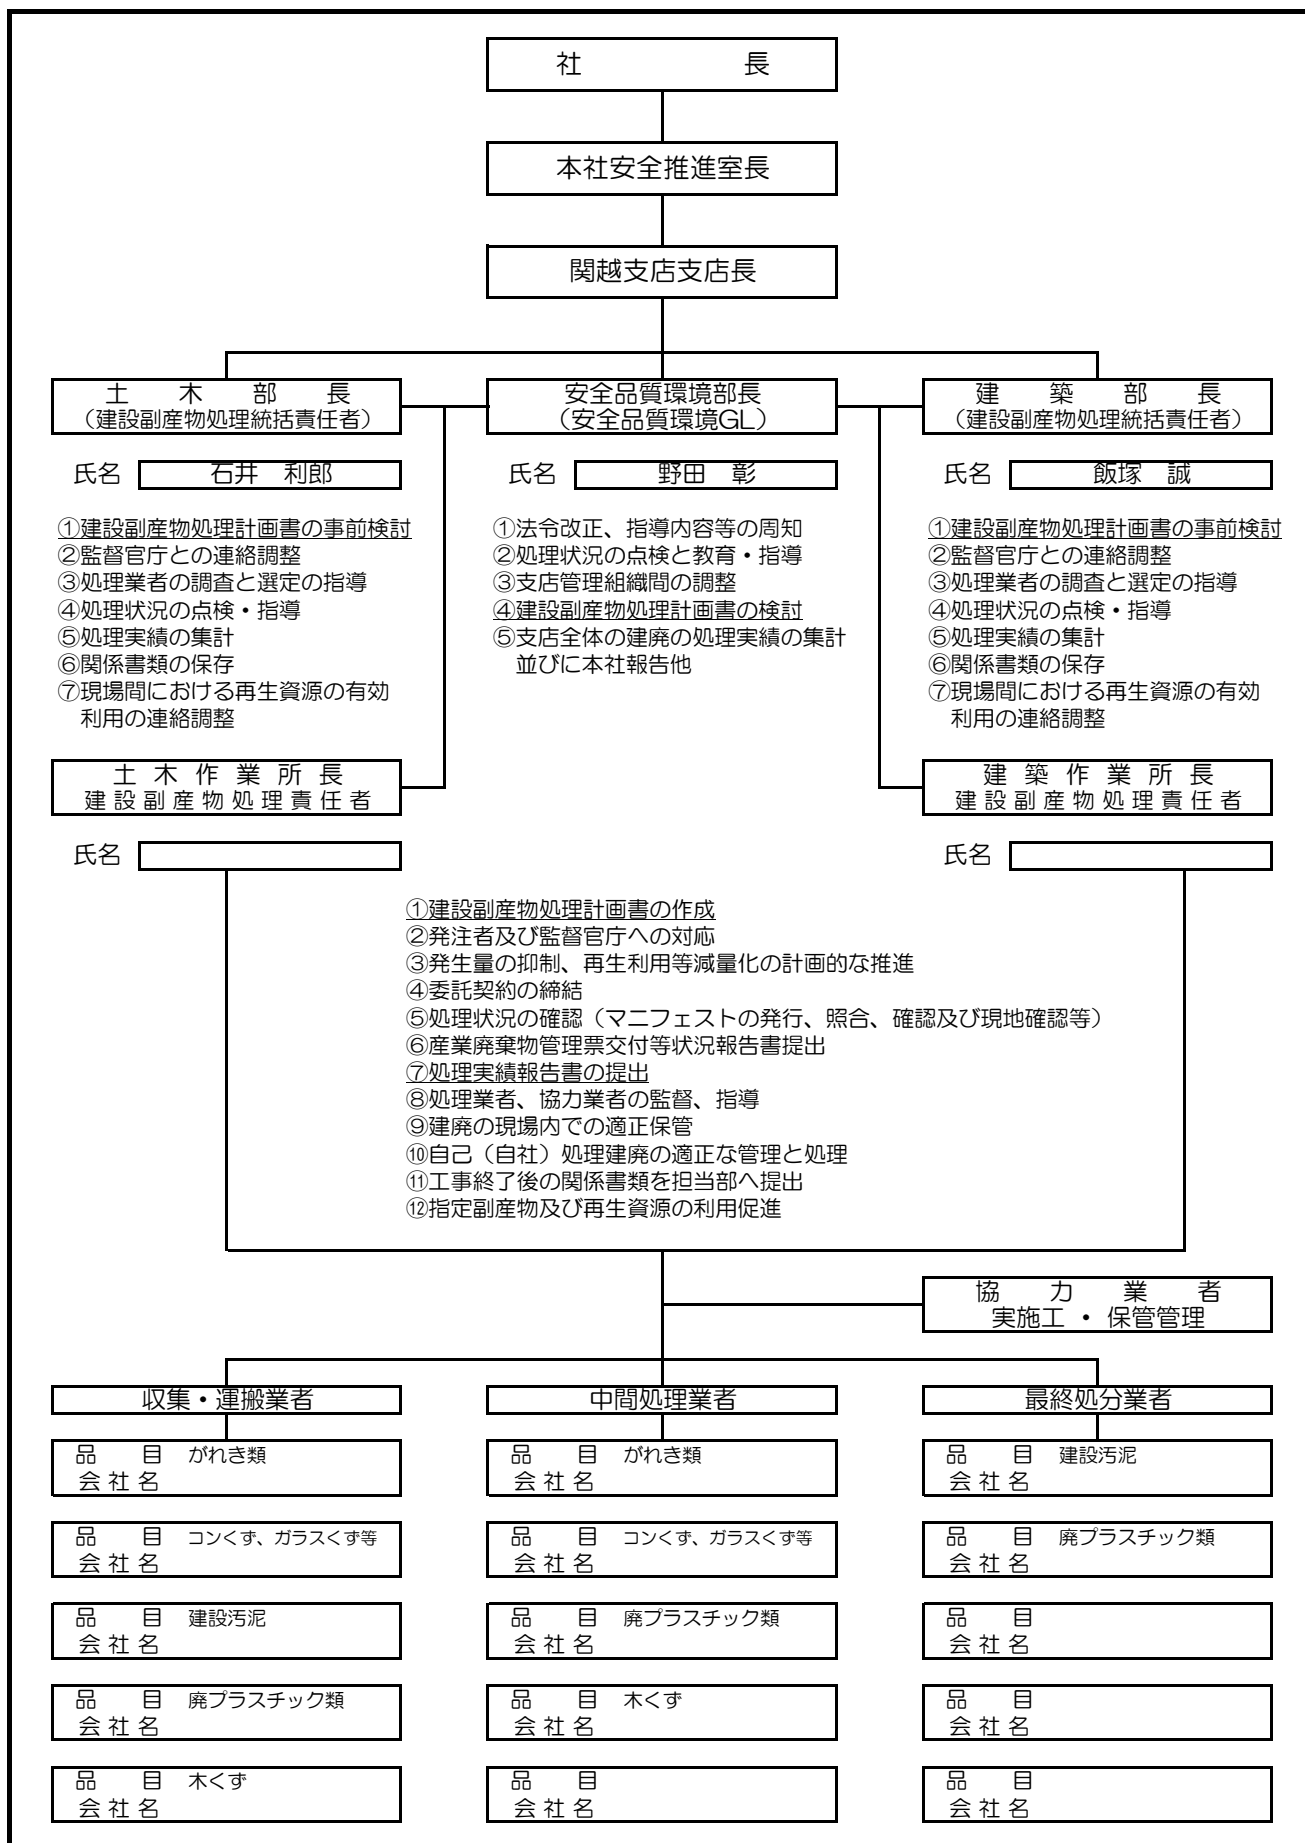 社　　　　　　長
本社安全推進室長
関越支店支店長
土　木　部　長
（建設副産物処理統括責任者）
氏名　石井　利郎
①建設副産物処理計画書の事前検討
②監督官庁との連絡調整
③処理業者の調査と選定の指導
④処理状況の点検・指導
⑤処理実績の集計
⑥関係書類の保存
⑦現場間における再生資源の有効
利用の連絡調整
安全品質環境部長
（安全品質環境GL）
氏名　野田　彰
①法令改正、指導内容等の周知
②処理状況の点検と教育・指導
③支店管理組織間の調整
④建設副産物処理計画書の検討
⑤支店全体の建廃の処理実績の集計
並びに本社報告他
建　築　部　長
（建設副産物処理統括責任者）
氏名　飯塚　誠
①建設副産物処理計画書の事前検討
②監督官庁との連絡調整
③処理業者の調査と選定の指導
④処理状況の点検・指導
⑤処理実績の集計
⑥関係書類の保存
⑦現場間における再生資源の有効
利用の連絡調整
土 木 作 業 所 長
建 設 副 産 物 処 理 責 任 者
氏名
建 築 作 業 所 長
建 設 副 産 物 処 理 責 任 者
氏名
①建設副産物処理計画書の作成
②発注者及び監督官庁への対応
③発生量の抑制、再生利用等減量化の計画的な推進
④委託契約の締結
⑤処理状況の確認（マニフェストの発行、照合、確認及び現地確認等）
⑥産業廃棄物管理票交付等状況報告書提出
⑦処理実績報告書の提出
⑧処理業者、協力業者の監督、指導
⑨建廃の現場内での適正保管
⑩自己（自社）処理建廃の適正な管理と処理
⑪工事終了後の関係書類を担当部へ提出
⑫指定副産物及び再生資源の利用促進
協　力　業　者
実施工 ・ 保管管理
収集・運搬業者
品　目　がれき類
会 社 名
品　目　コンくず、ガラスくず等
会 社 名
品　目　建設汚泥
会 社 名
品　目　廃プラスチック類
会 社 名
品　目　木くず
会 社 名
中間処理業者
品　目　がれき類
会 社 名
品　目　コンくず、ガラスくず等
会 社 名
品　目　廃プラスチック類
会 社 名
品　目　木くず
会 社 名
品　目
会 社 名
最終処分業者
品　目　建設汚泥
会 社 名
品　目　廃プラスチック類
会 社 名
品　目
会 社 名
品　目
会 社 名
品　目
会 社 名